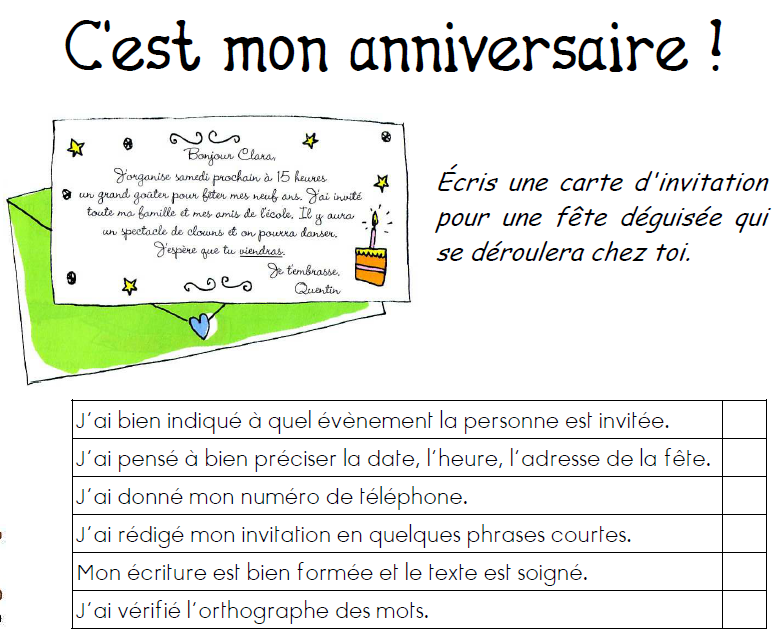 C'est mon anniversaire !
Bonjour Clara,
J'organise samedi prochain à 15 heures
un grand goûter pour fêter mes neuf ans. J'ai invité
toute ma famille et mes amis de l'école. Il y aura
un spectacle de clowns et on pourra danser.
J'espère que tu viendras.
Je t'embrasse,
Quentin
Écris une carte d'invitation
pour une fête déguisée qui
se déroulera chez toi.
J'ai bien indiqué à quel évènement la personne est invitée.
J'ai pensé à bien préciser la date, l'heure, l'adresse de la fête.
J'ai donné mon numéro de téléphone.
J'ai rédigé mon invitation en quelques phrases courtes.
Mon écriture est bien formée et le texte est soigné.
J'ai vérifié l'orthographe des mots.